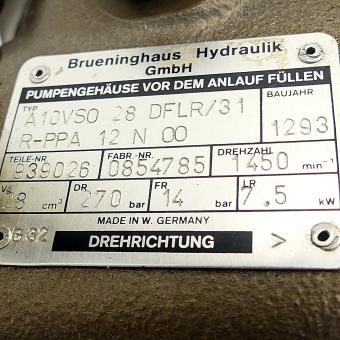 Brueninghaus Hydraulik
GmbH
PUMPENGEHÄUSE VOR DEM ANLAUF FÜLLEN
TYP
BAUJAHR
A10VSO 28 DFLR/31
R-PPA 12 N 00
1293
TEILE-NR
FABR.-NR.
DREHZAHL
939026
0854785
1450 min⁻¹
Vg
DR
FR
LR
28 cm³
270 bar
14 bar
7,5 kW
MADE IN W. GERMANY
DREHRICHTUNG
>